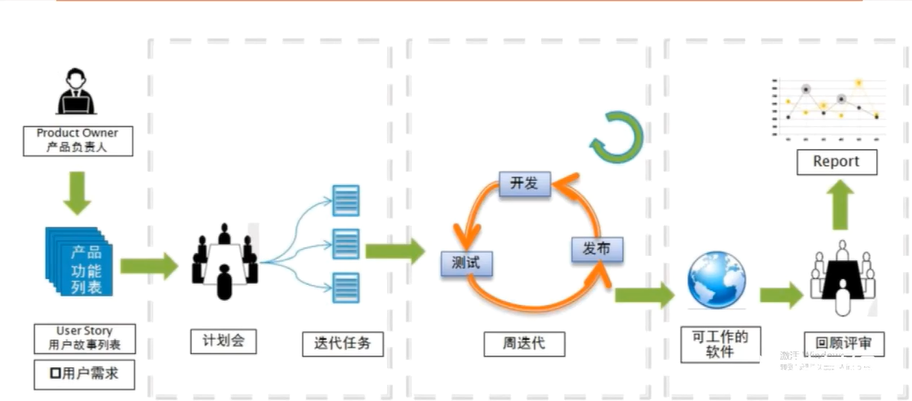 Product Owner
产品负责人
产品
功能
列表
User Story
用户故事列表
用户需求
计划会
迭代任务
开发
测试
发布
周迭代
可工作的
软件
Report
回顾评审